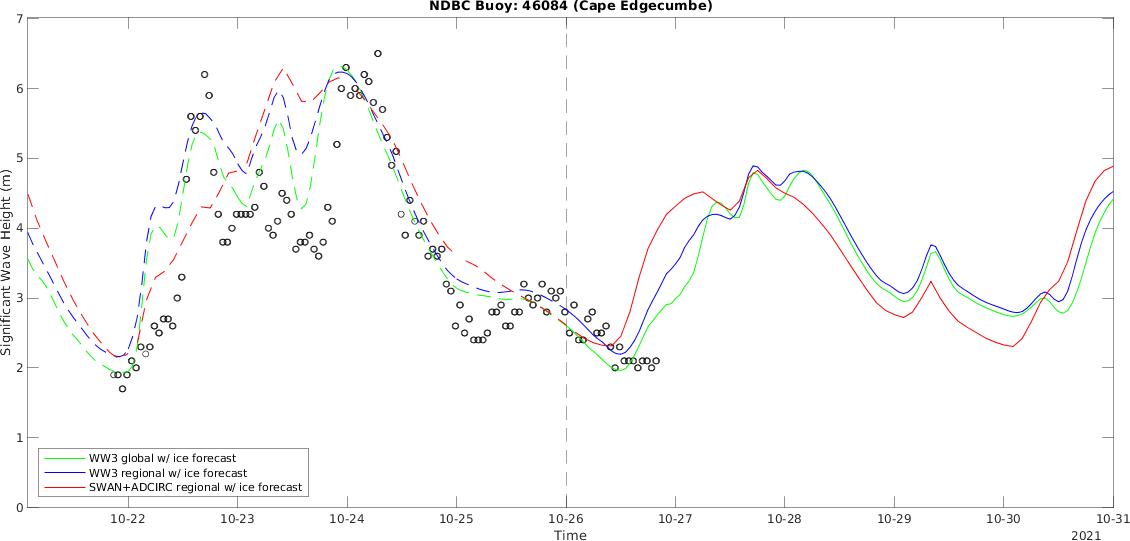 NDBC Buoy: 46084 (Cape Edgecumbe)
7
6
5
4
3
2
1
0
Significant Wave Height (m)
WW3 global w/ ice forecast
WW3 regional w/ ice forecast
SWAN+ADCIRC regional w/ ice forecast
10-22 10-23 10-24 10-25 10-26 10-27 10-28 10-29 10-30 10-31
Time
2021